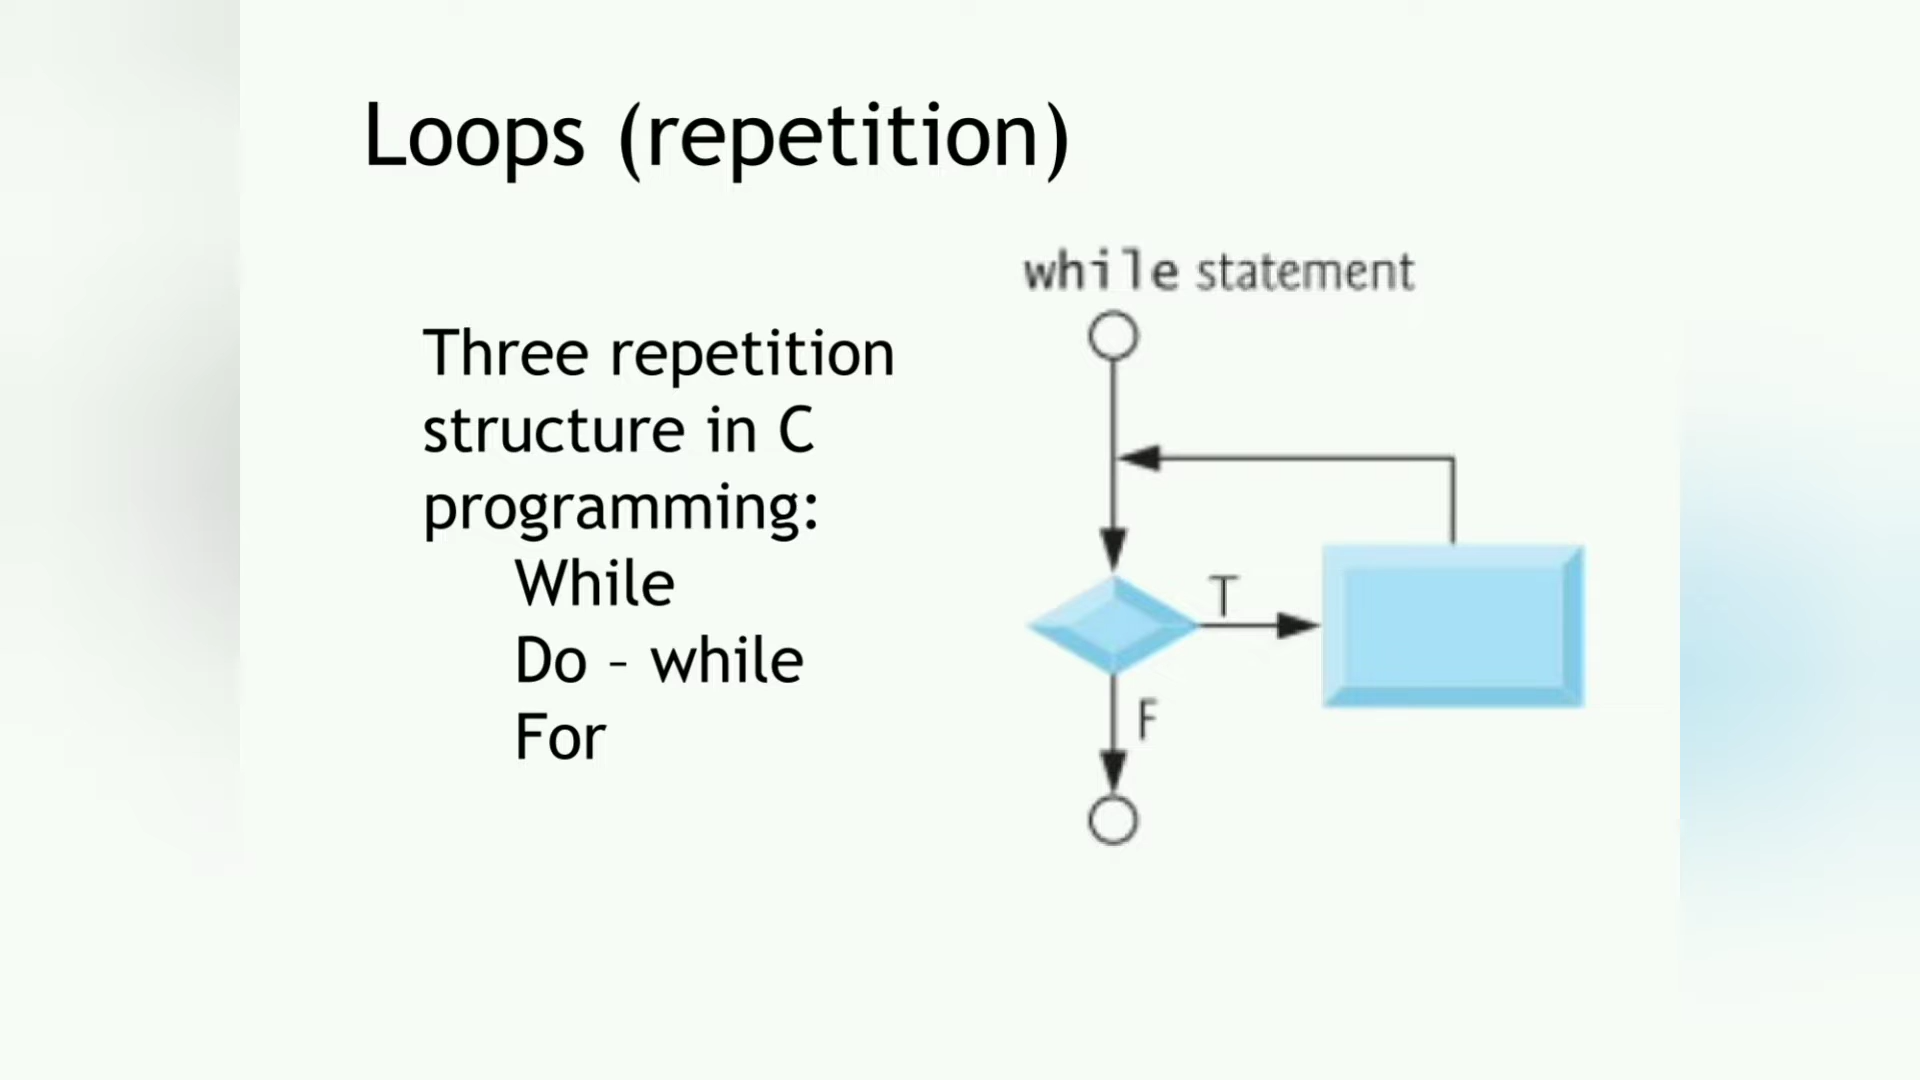 Loops (repetition)
while statement
Three repetition
structure in C
programming:
While
Do – while
For
T
F